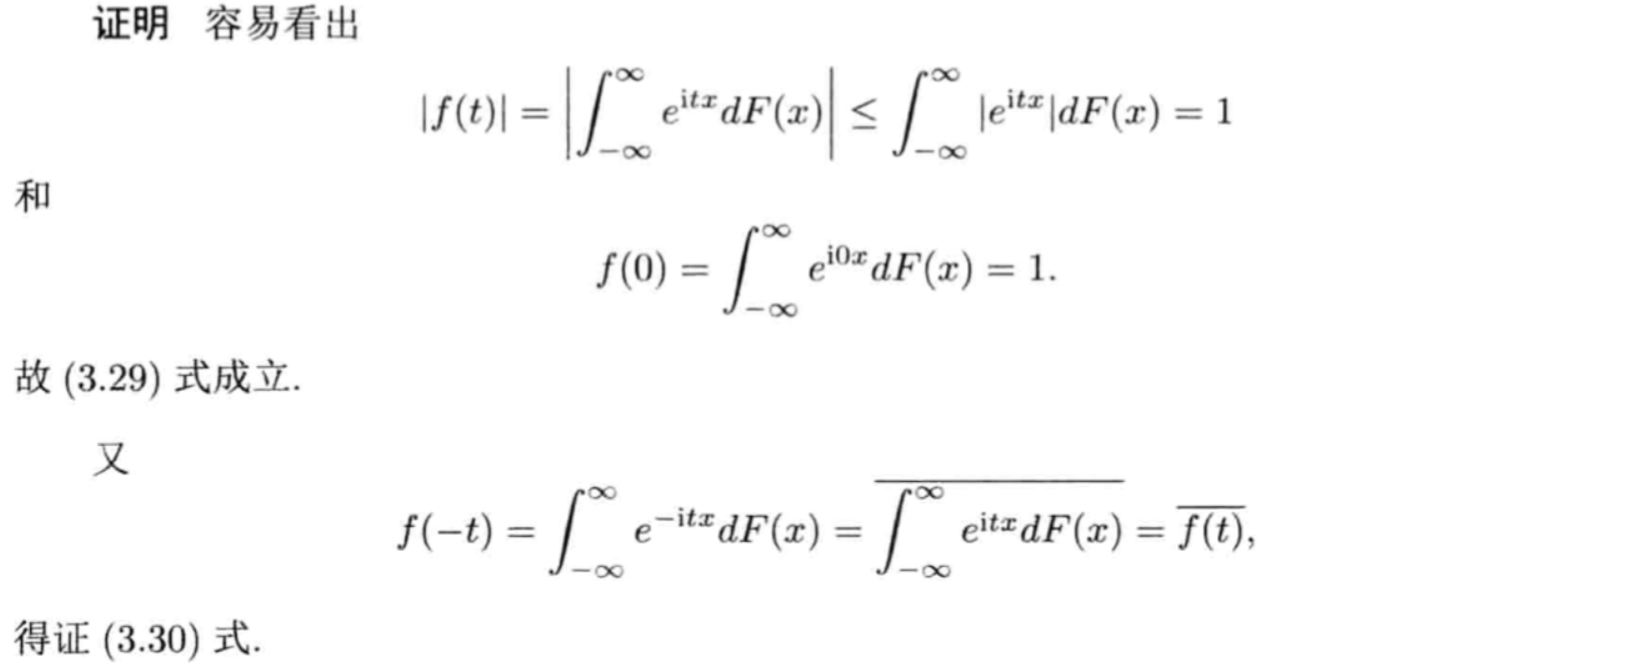 证明 容易看出
|f(t)| = |∫_{-∞}^{∞} e^{itx} dF(x)| ≤ ∫_{-∞}^{∞} |e^{itx}| dF(x) = 1
和
f(0) = ∫_{-∞}^{∞} e^{i0x} dF(x) = 1.
故 (3.29) 式成立.
又
f(−t) = ∫_{-∞}^{∞} e^{−itx} dF(x) = \overline{∫_{-∞}^{∞} e^{itx} dF(x)} = \overline{f(t)},
得证 (3.30) 式.